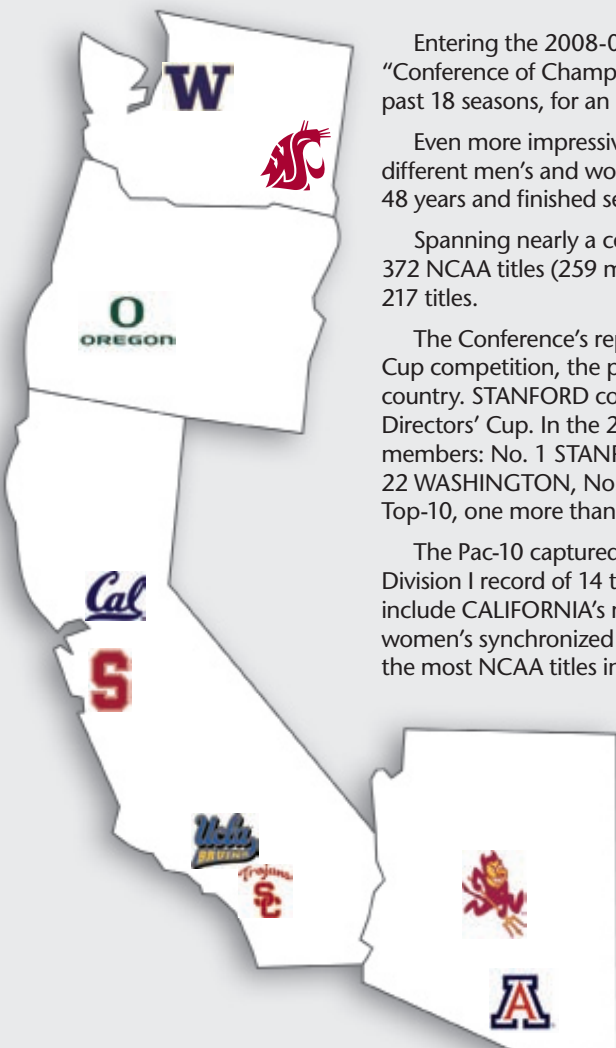 W
WSC
O
OREGON
Cal
S
UCLA
BRUINS
Trojans
SC
A
Entering the 2008-0
“Conference of Champ
past 18 seasons, for an
Even more impressiv
different men’s and wo
48 years and finished se
Spanning nearly a ce
372 NCAA titles (259 m
217 titles.
The Conference’s rep
Cup competition, the p
country. STANFORD co
Directors’ Cup. In the 2
members: No. 1 STANF
22 WASHINGTON, No.
Top-10, one more than
The Pac-10 captured
Division I record of 14 t
include CALIFORNIA’s r
women’s synchronized
the most NCAA titles in